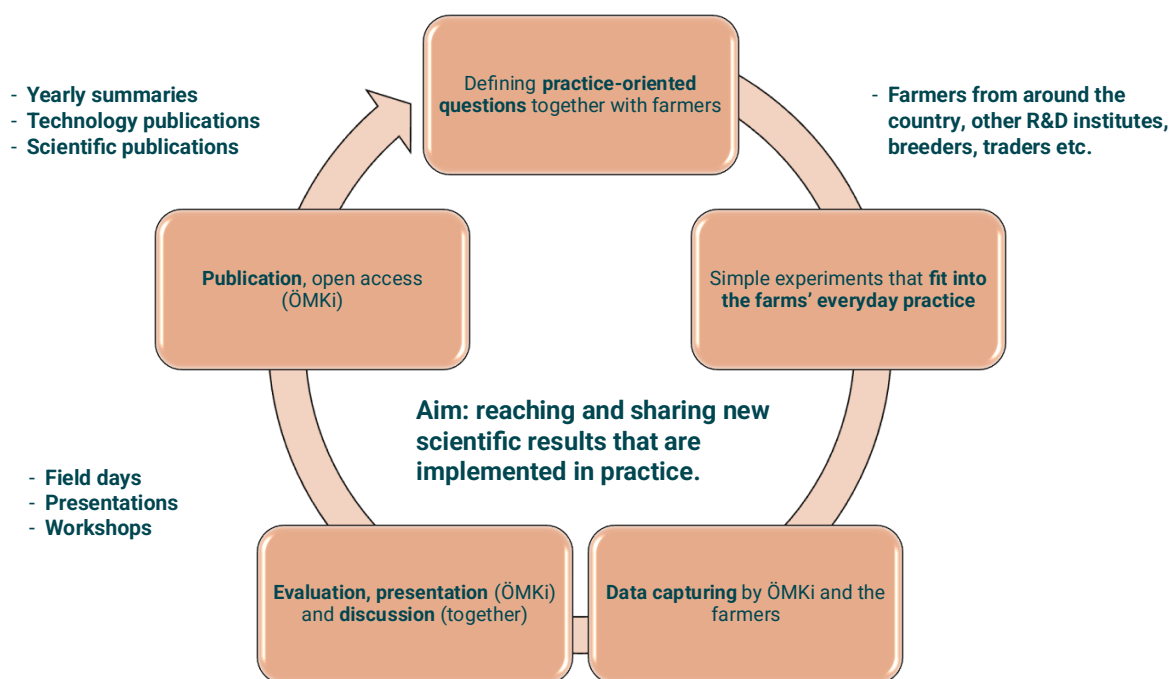 Defining practice-oriented
questions together with farmers
- Yearly summaries
- Technology publications
- Scientific publications
- Farmers from around the
country, other R&D institutes,
breeders, traders etc.
Publication, open access
(ÖMKi)
Simple experiments that fit into
the farms’ everyday practice
Aim: reaching and sharing new
scientific results that are
implemented in practice.
- Field days
- Presentations
- Workshops
Evaluation, presentation (ÖMKi)
and discussion (together)
Data capturing by ÖMKi and the
farmers